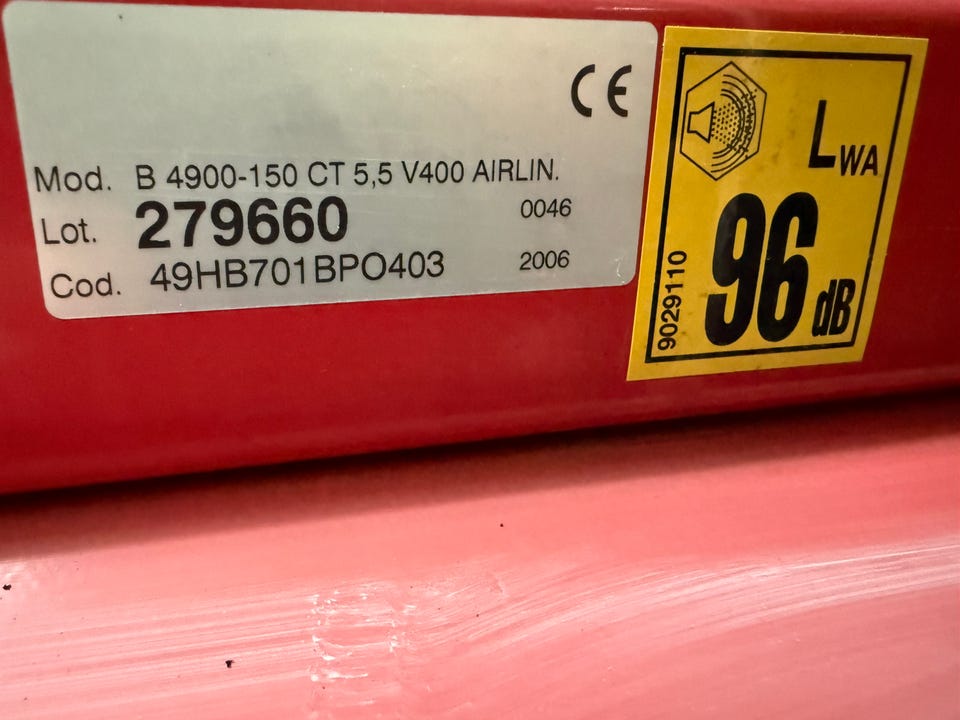 CE
Mod. B 4900-150 CT 5,5 V400 AIRLIN.
Lot. 279660 0046
Cod. 49HB701BPO403 2006
LWA
96 dB
9029110